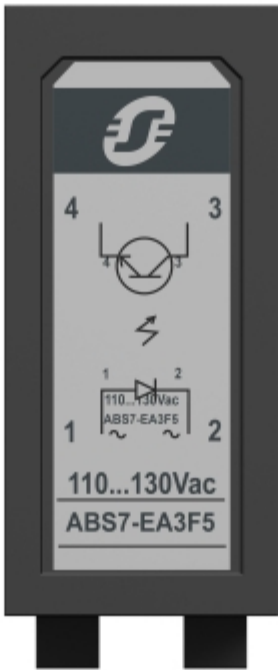 4 3
4 3
1 2
110...130Vac
ABS7-EA3F5
1 ~ ~ 2
110...130Vac
ABS7-EA3F5